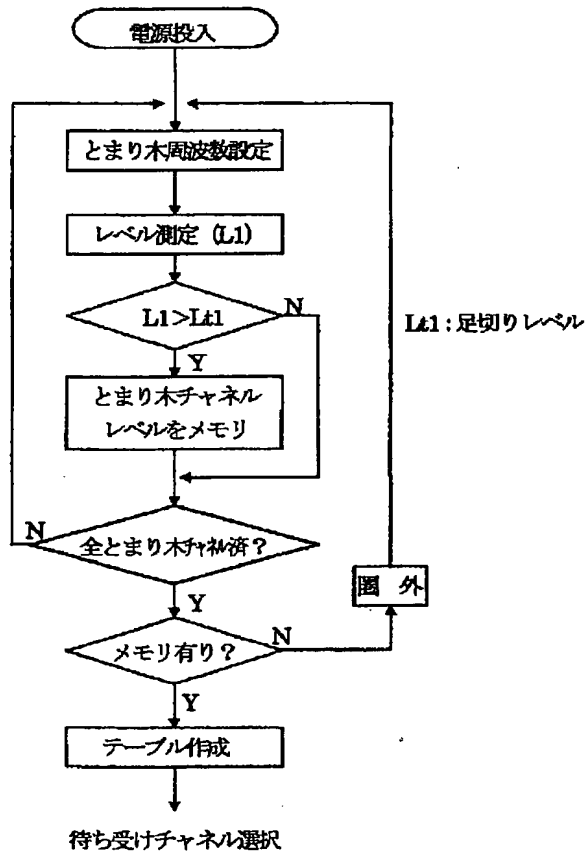 電源投入
とまり木周波数設定
レベル測定 (L1)
L1>Lt1
N
Lt1 : 足切りレベル
Y
とまり木チャネル
レベルをメモリ
N
全とまり木チャネル済？
圏 外
Y
メモリ有り？
N
Y
テーブル作成
待ち受けチャネル選択